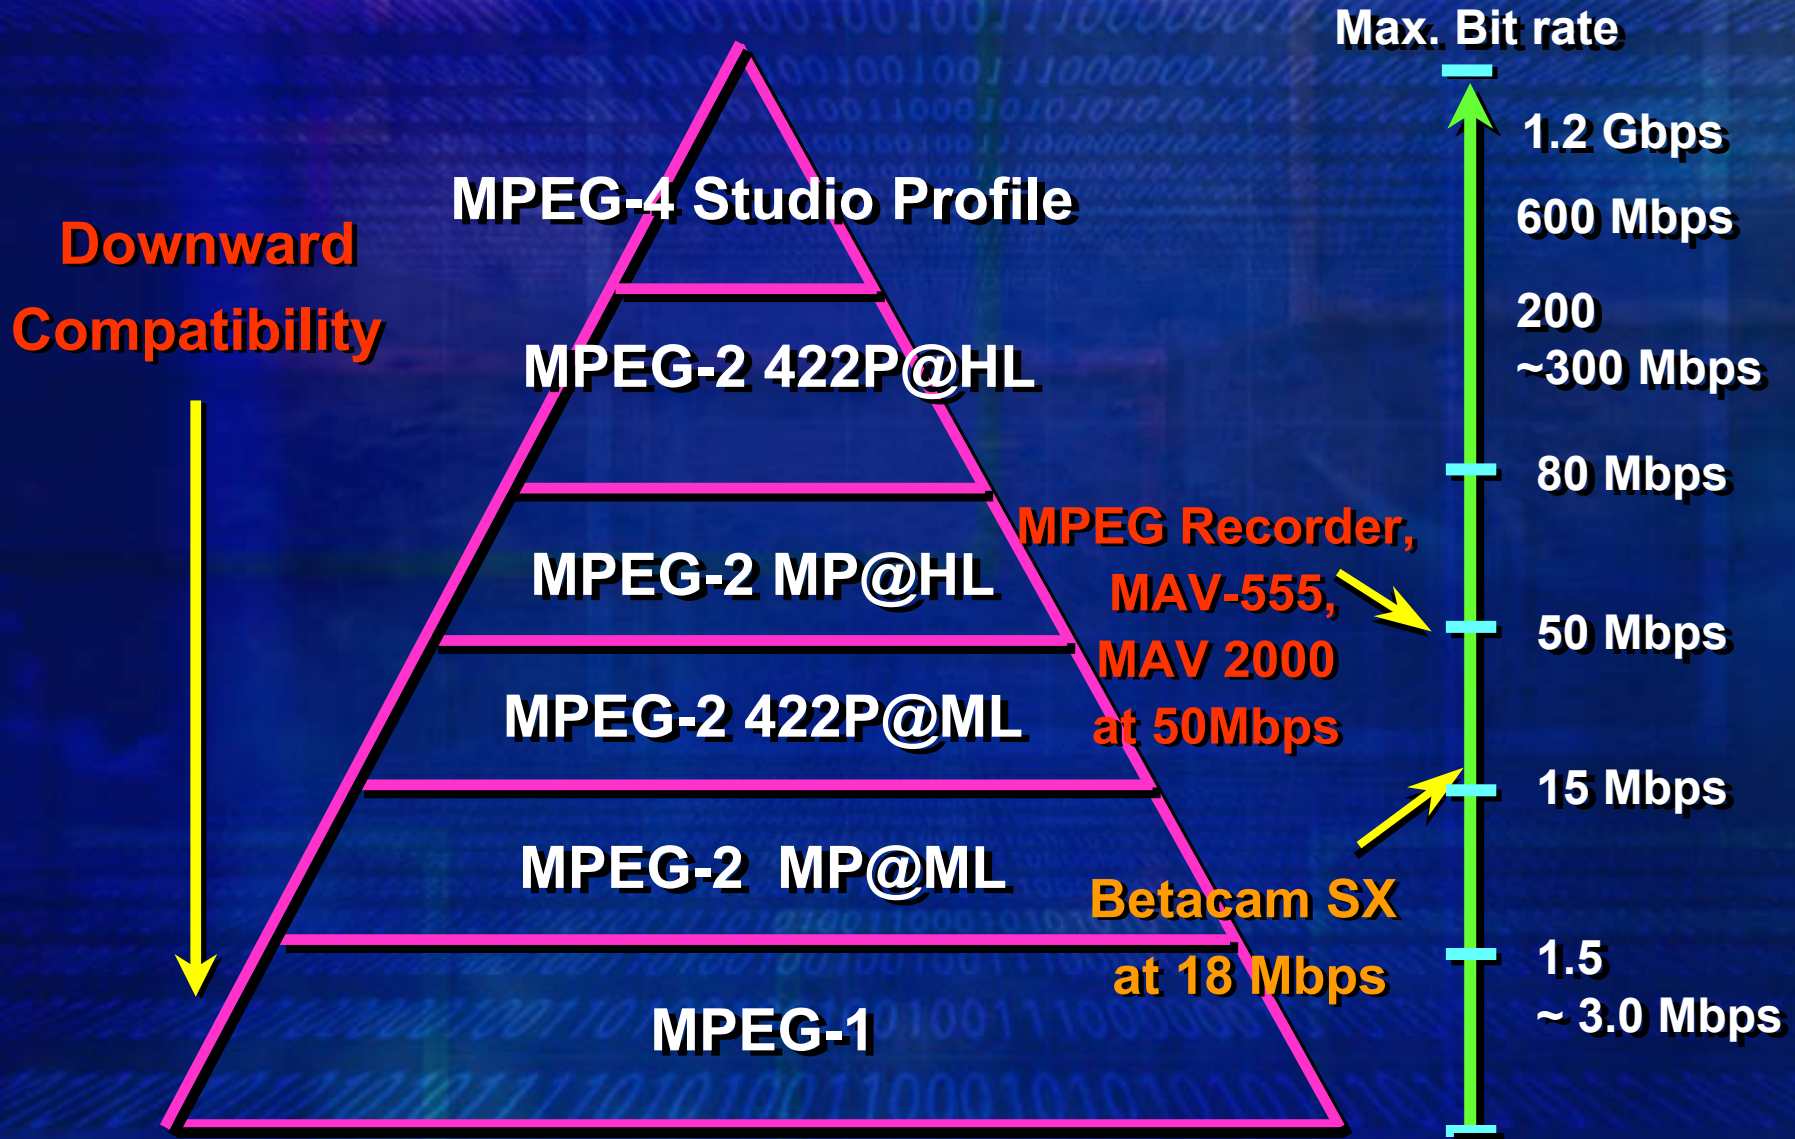 Max. Bit rate
1.2 Gbps
MPEG-4 Studio Profile
600 Mbps
Downward
Compatibility
200
~300 Mbps
MPEG-2 422P@HL
80 Mbps
MPEG Recorder,
MAV-555,
MAV 2000
at 50Mbps
MPEG-2 MP@HL
50 Mbps
MPEG-2 422P@ML
15 Mbps
MPEG-2 MP@ML
Betacam SX
at 18 Mbps
1.5
~ 3.0 Mbps
MPEG-1